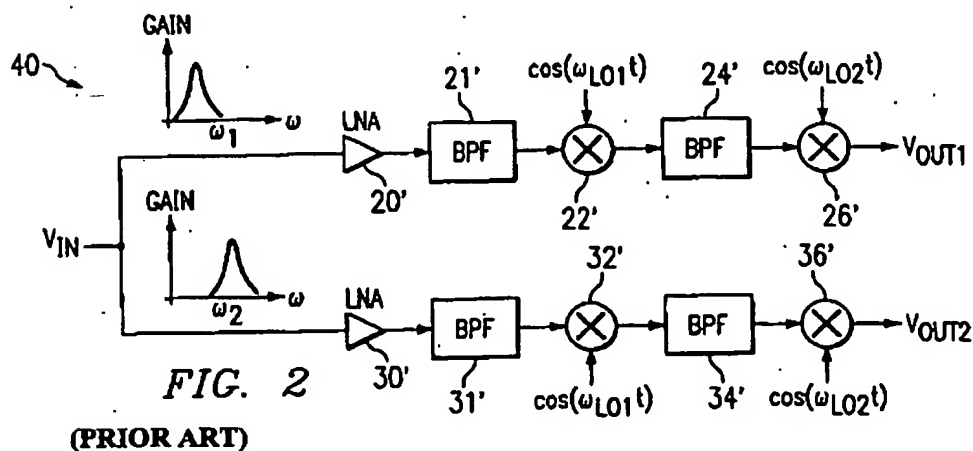 40
GAIN
ω1
ω
LNA
20'
21'
BPF
cos(ωLO1t)
22'
24'
BPF
cos(ωLO2t)
26'
VOUT1
VIN
GAIN
ω2
ω
LNA
30'
BPF
31'
32'
cos(ωLO1t)
BPF
34'
36'
cos(ωLO2t)
VOUT2
FIG. 2
(PRIOR ART)